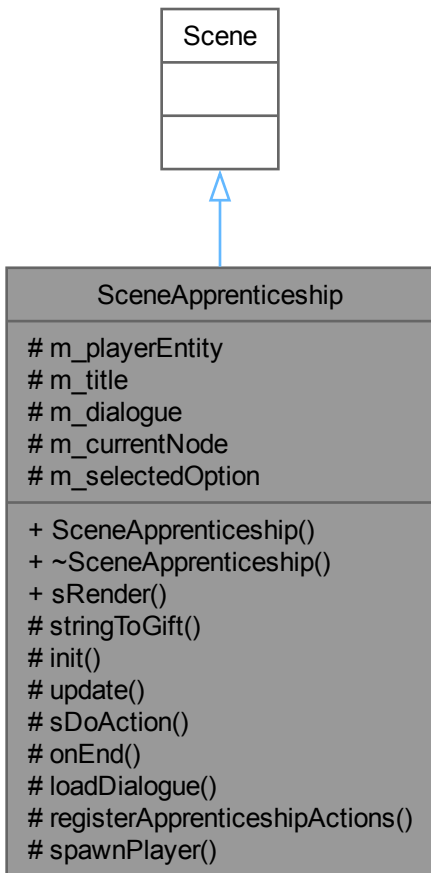 Scene
SceneApprenticeship
# m_playerEntity
# m_title
# m_dialogue
# m_currentNode
# m_selectedOption
+ SceneApprenticeship()
+ ~SceneApprenticeship()
+ sRender()
# stringToGift()
# init()
# update()
# sDoAction()
# onEnd()
# loadDialogue()
# registerApprenticeshipActions()
# spawnPlayer()